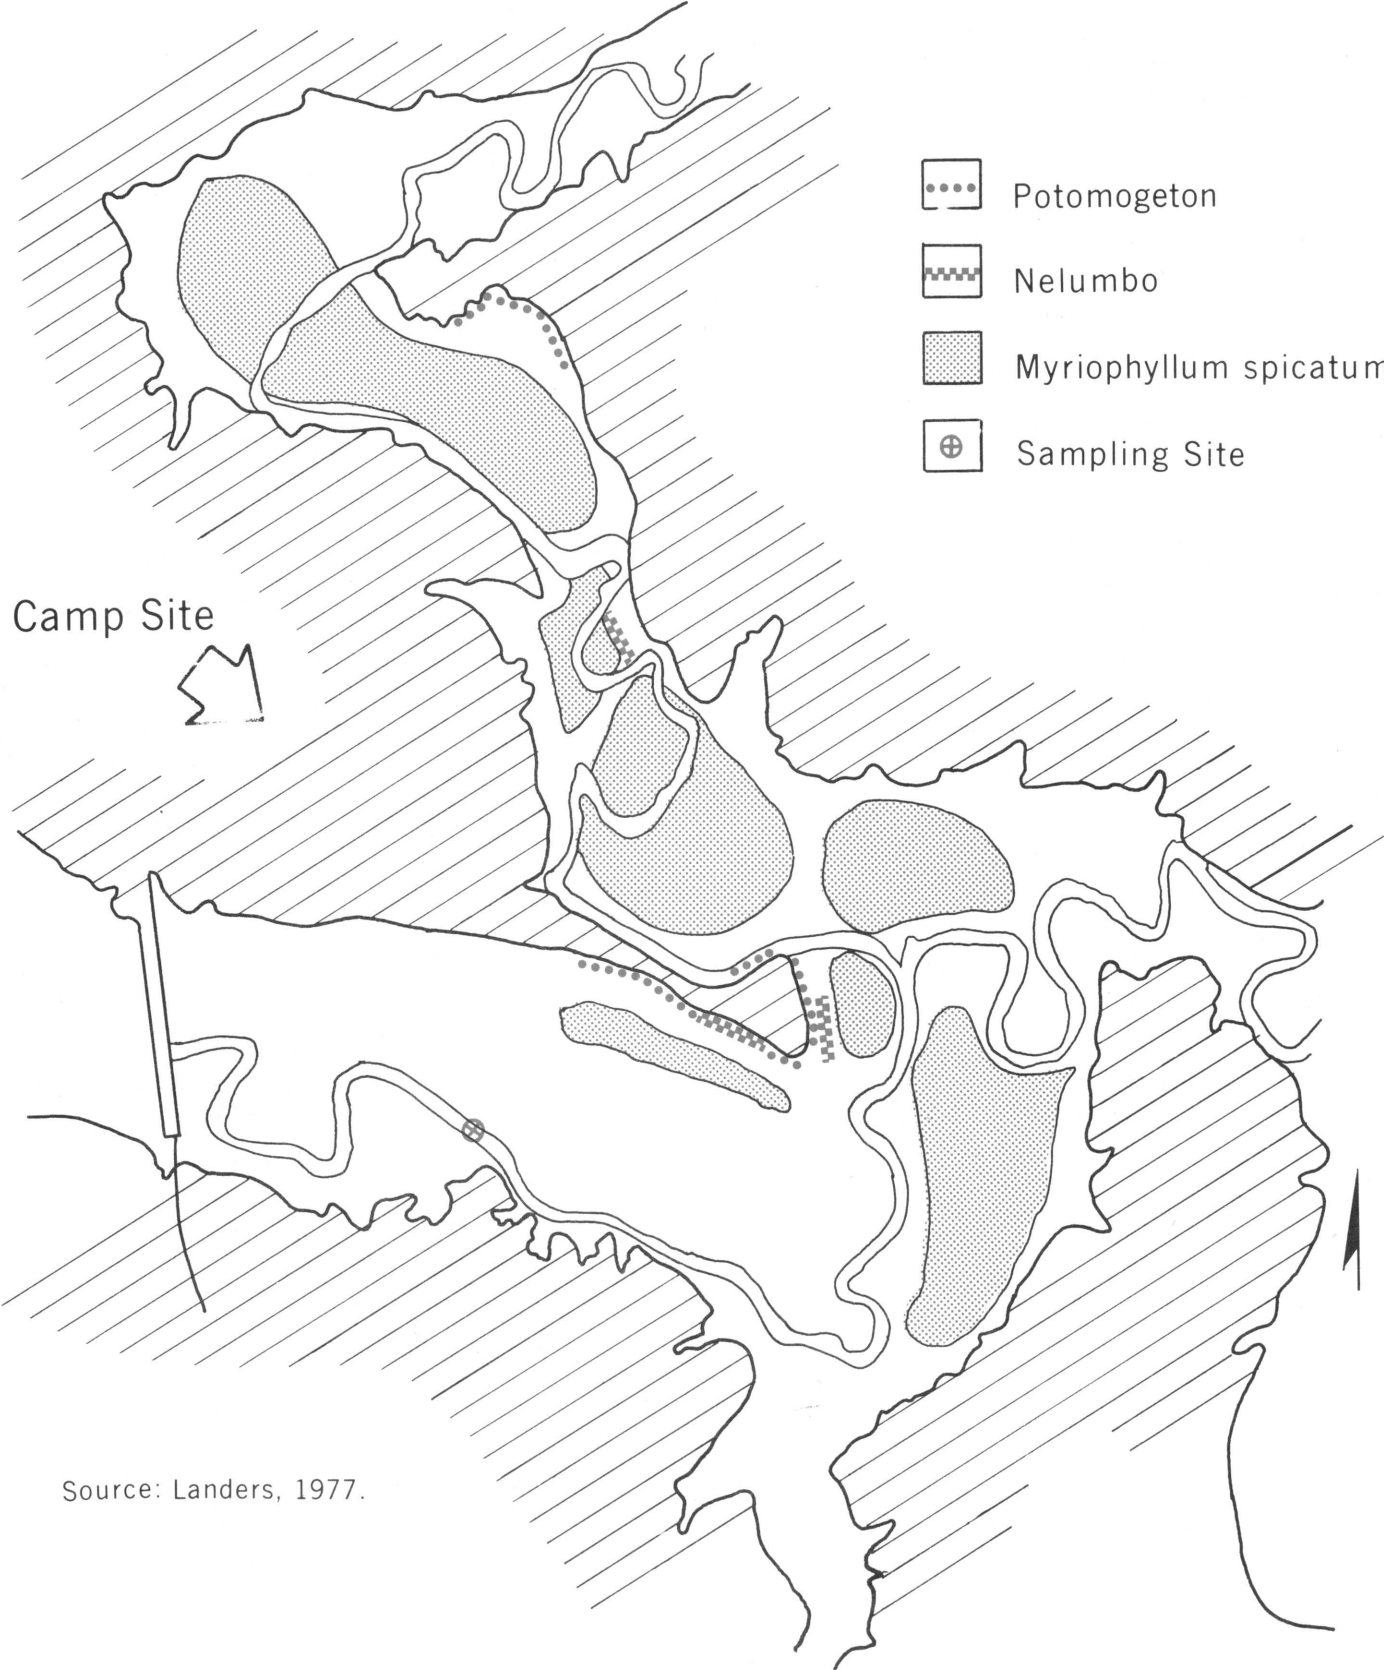 Potomogeton
Nelumbo
Myriophyllum spicatum
Sampling Site
Camp Site
Source: Landers, 1977.